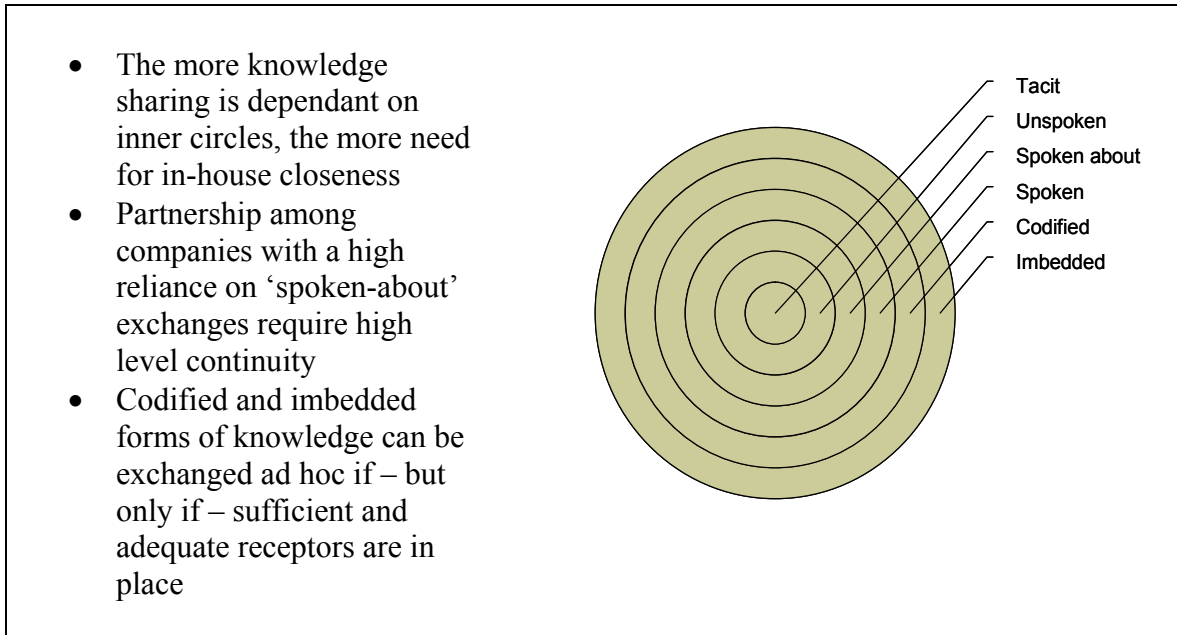 • The more knowledge
sharing is dependant on
inner circles, the more need
for in-house closeness
• Partnership among
companies with a high
reliance on ‘spoken-about’
exchanges require high
level continuity
• Codified and imbedded
forms of knowledge can be
exchanged ad hoc if – but
only if – sufficient and
adequate receptors are in
place
Tacit
Unspoken
Spoken about
Spoken
Codified
Imbedded